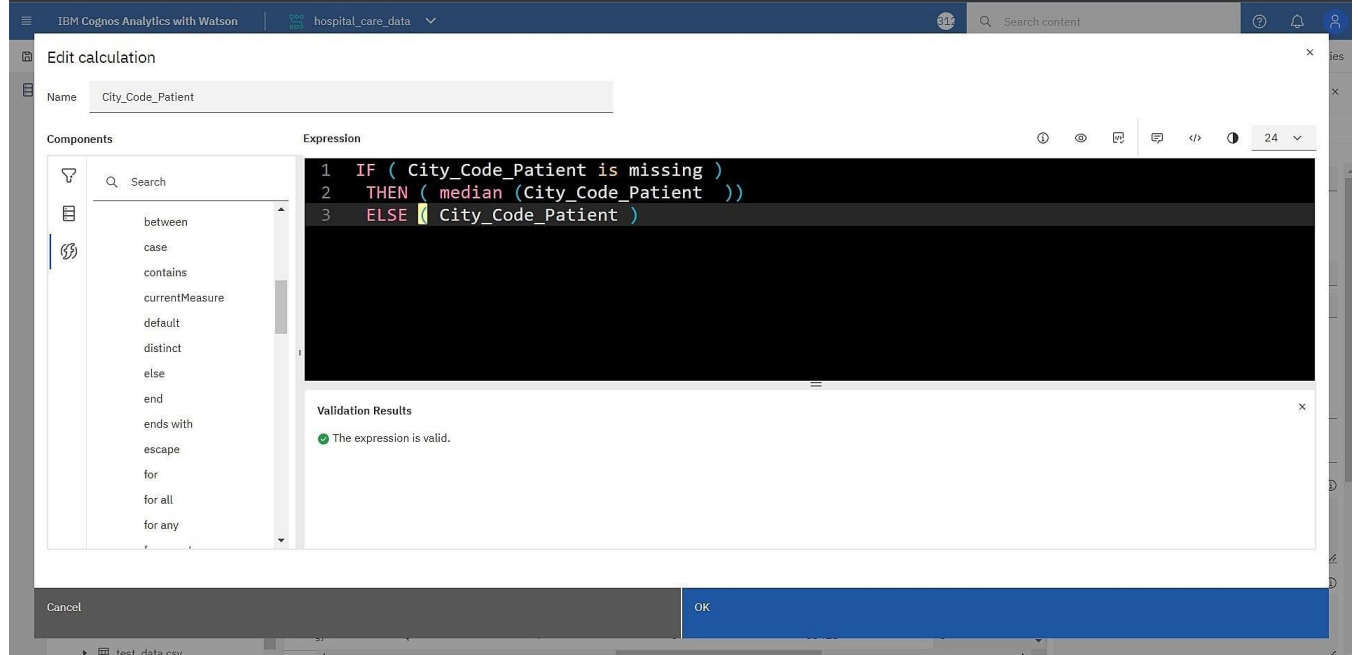 IBM Cognos Analytics with Watson
hospital_care_data
312
Search content
Edit calculation
ies
Name
City_Code_Patient
Components
Expression
24
Search
between
case
contains
currentMeasure
default
distinct
else
end
ends with
escape
for
for all
for any
1 IF ( City_Code_Patient is missing )
2 THEN ( median (City_Code_Patient ))
3 ELSE ( City_Code_Patient )
Validation Results
The expression is valid.
Cancel
OK
test_data.csv